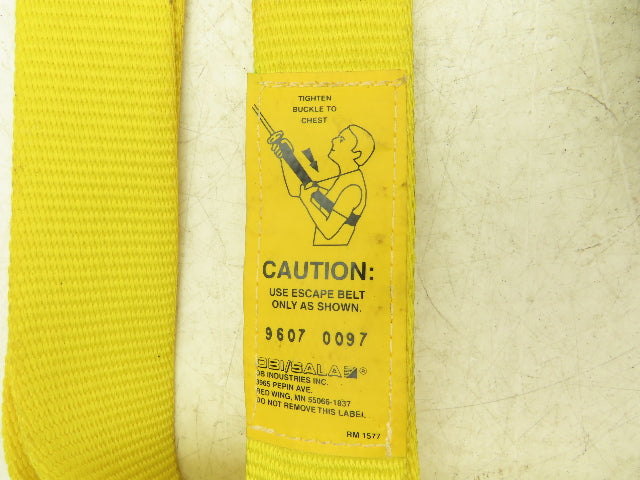 TIGHTEN
BUCKLE TO
CHEST
CAUTION:
USE ESCAPE BELT
ONLY AS SHOWN.
9607 0097
DBI/SALA ®
DB INDUSTRIES INC.
3965 PEPIN AVE.
RED WING, MN 55066-1837
DO NOT REMOVE THIS LABEL.
RM 1577